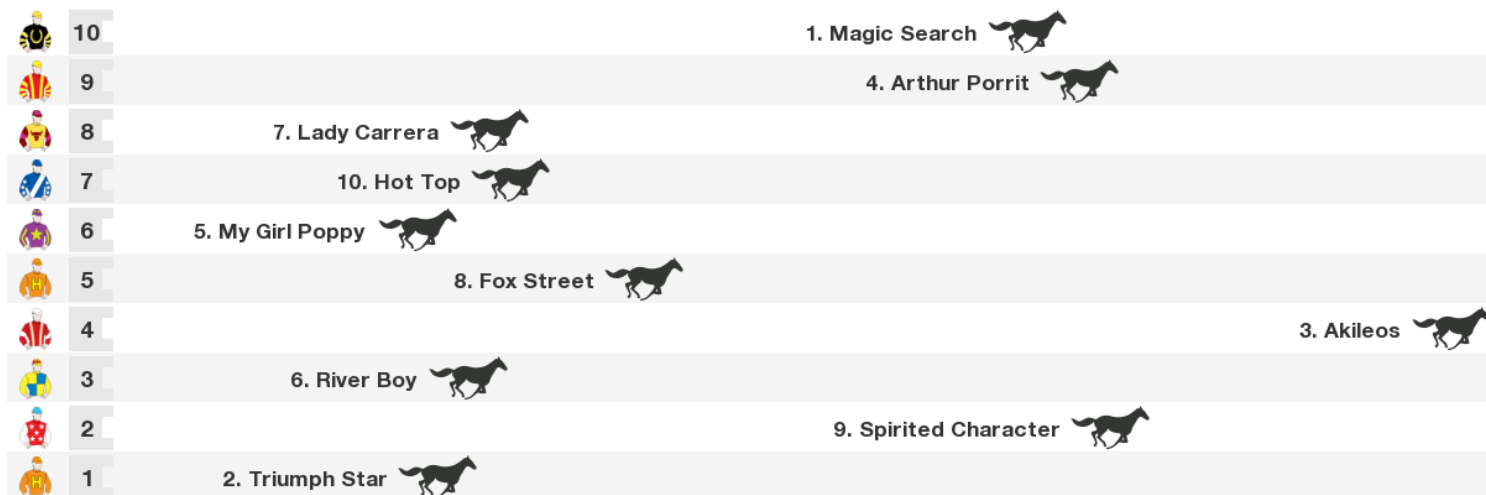 10 1. Magic Search
9 4. Arthur Porrit
8 7. Lady Carrera
7 10. Hot Top
6 5. My Girl Poppy
5 H 8. Fox Street
4 3. Akileos
3 6. River Boy
2 9. Spirited Character
1 H 2. Triumph Star